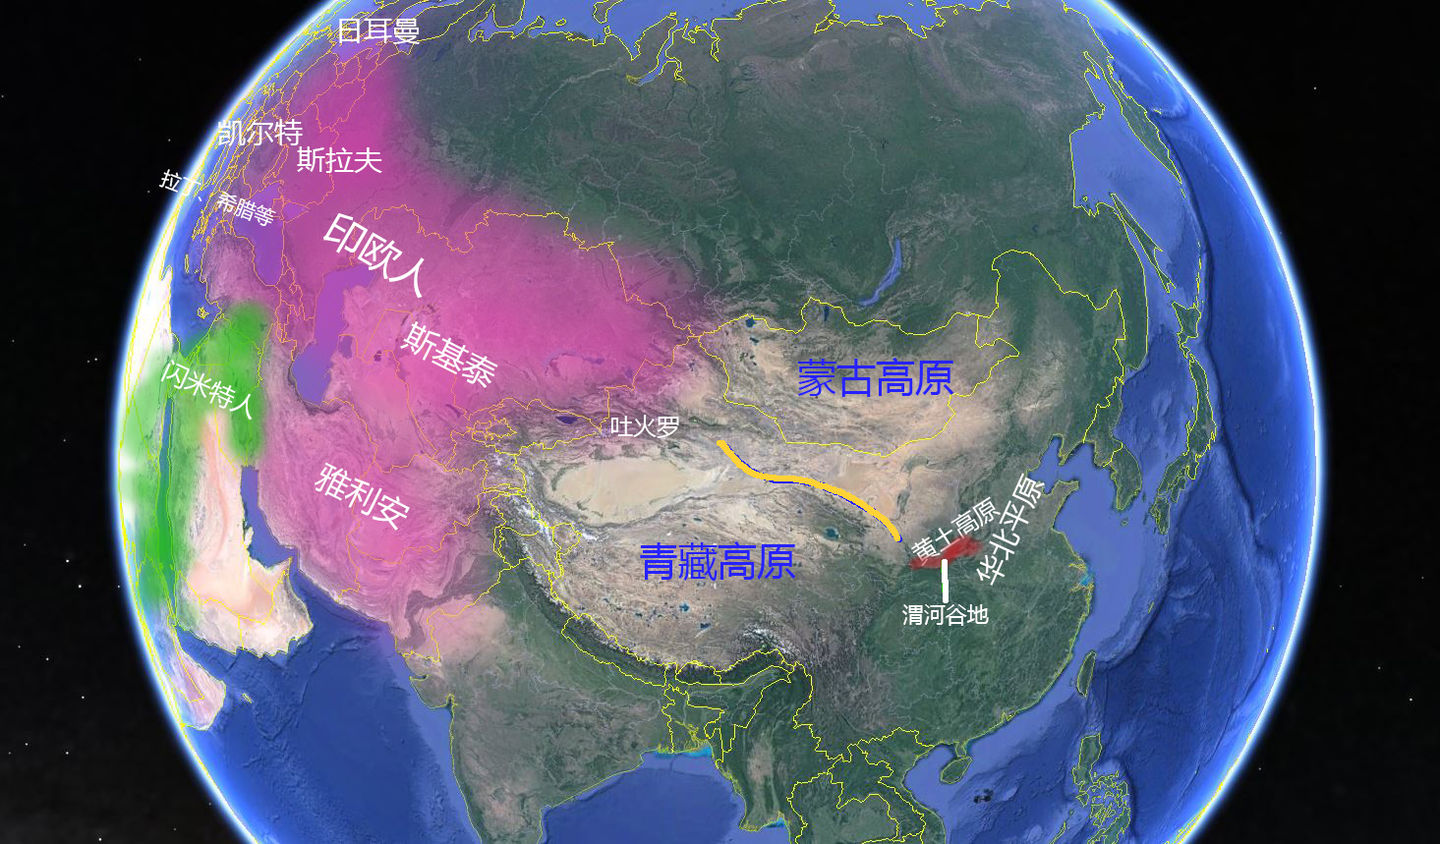 日耳曼
凯尔特
斯拉夫
拉丁、希腊等
印欧人
斯基泰
闪米特人
蒙古高原
吐火罗
雅利安
青藏高原
黄土高原
华北平原
渭河谷地